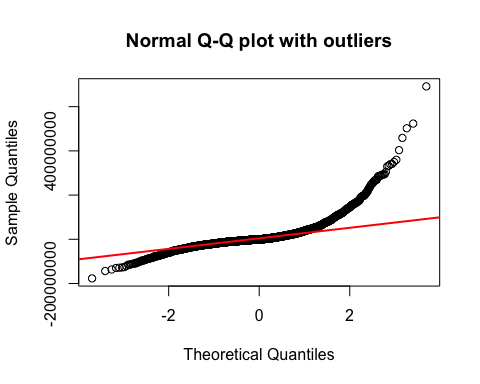 Normal Q-Q plot with outliers
Sample Quantiles
-200000000
400000000
-2
0
2
Theoretical Quantiles